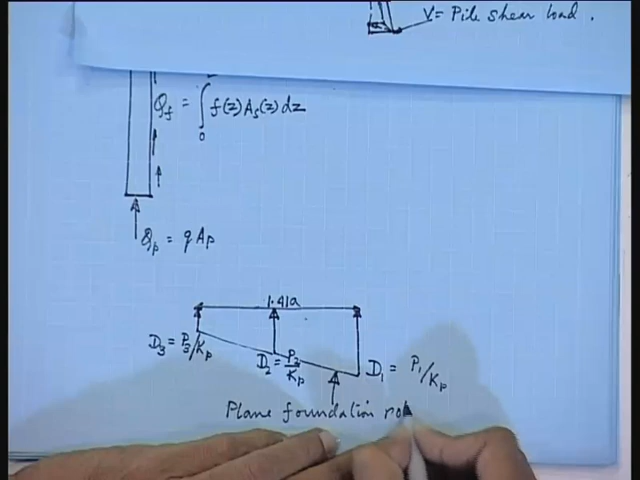 V = Pile shear load.
Qf = ∫₀ f(z) As(z) dz
Qp = q Ap
1.41a
D3 = P3/Kp
D2 = P2/Kp
D1 = P1/Kp
Plane foundation